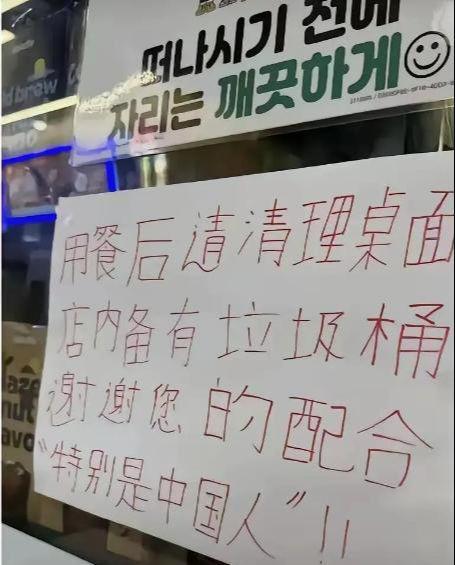 떠나시기 전에
자리는 깨끗하게
ld brew
用餐后请清理桌面
店内备有垃圾桶
谢谢您的配合
“特别是中国人”!!